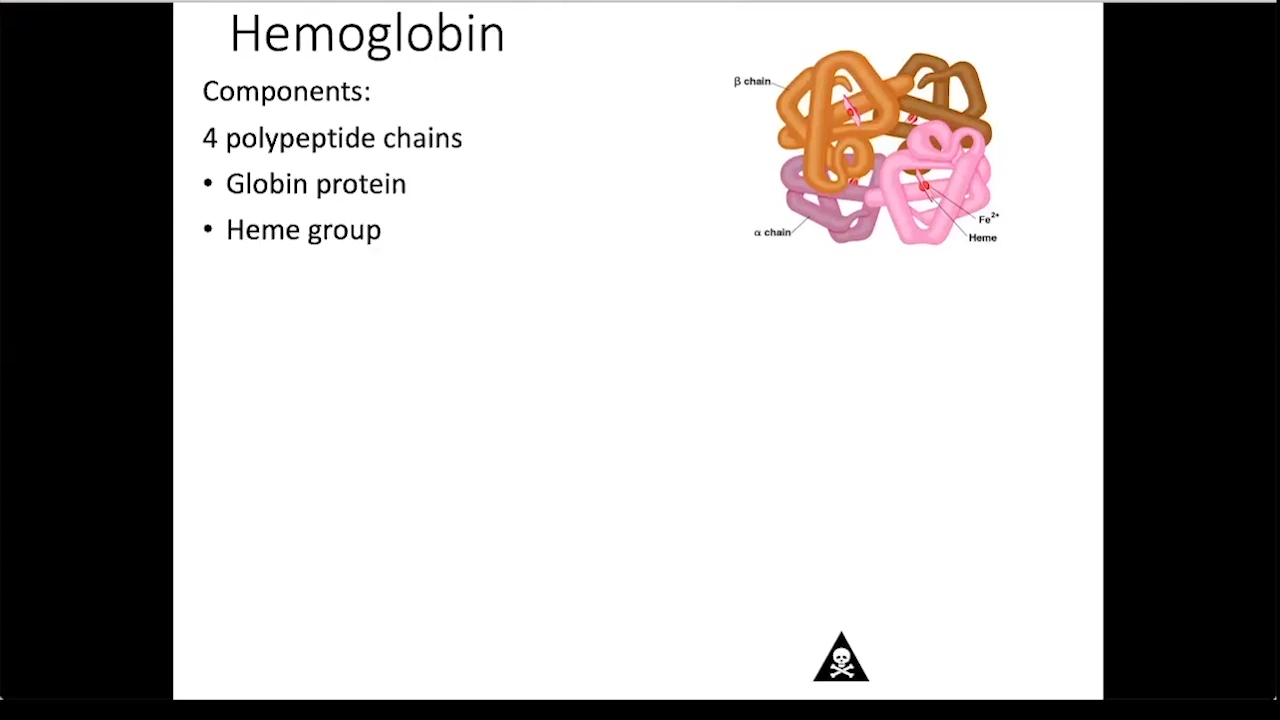 Hemoglobin
Components:
4 polypeptide chains
• Globin protein
• Heme group
β chain
α chain
Fe²⁺
Heme